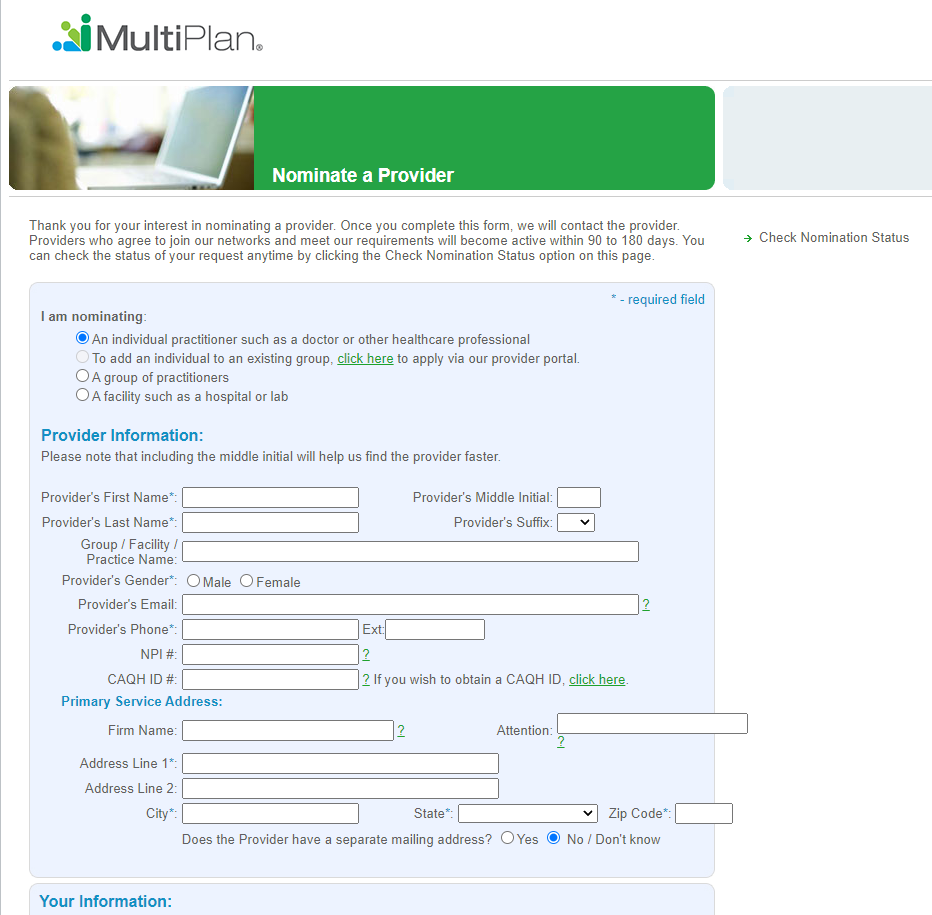 MultiPlan®
Nominate a Provider
Thank you for your interest in nominating a provider. Once you complete this form, we will contact the provider.
Providers who agree to join our networks and meet our requirements will become active within 90 to 180 days. You
can check the status of your request anytime by clicking the Check Nomination Status option on this page.
Check Nomination Status
* - required field
I am nominating:
An individual practitioner such as a doctor or other healthcare professional
To add an individual to an existing group, click here to apply via our provider portal.
A group of practitioners
A facility such as a hospital or lab
Provider Information:
Please note that including the middle initial will help us find the provider faster.
Provider's First Name*: Provider's Middle Initial:
Provider's Last Name*: Provider's Suffix:
Group / Facility /
Practice Name:
Provider's Gender*: Male Female
Provider's Email: ?
Provider's Phone*: Ext:
NPI #: ?
CAQH ID #: ? If you wish to obtain a CAQH ID, click here.
Primary Service Address:
Firm Name: ? Attention:
?
Address Line 1*:
Address Line 2:
City*: State*: Zip Code*:
Does the Provider have a separate mailing address? Yes No / Don't know
Your Information: